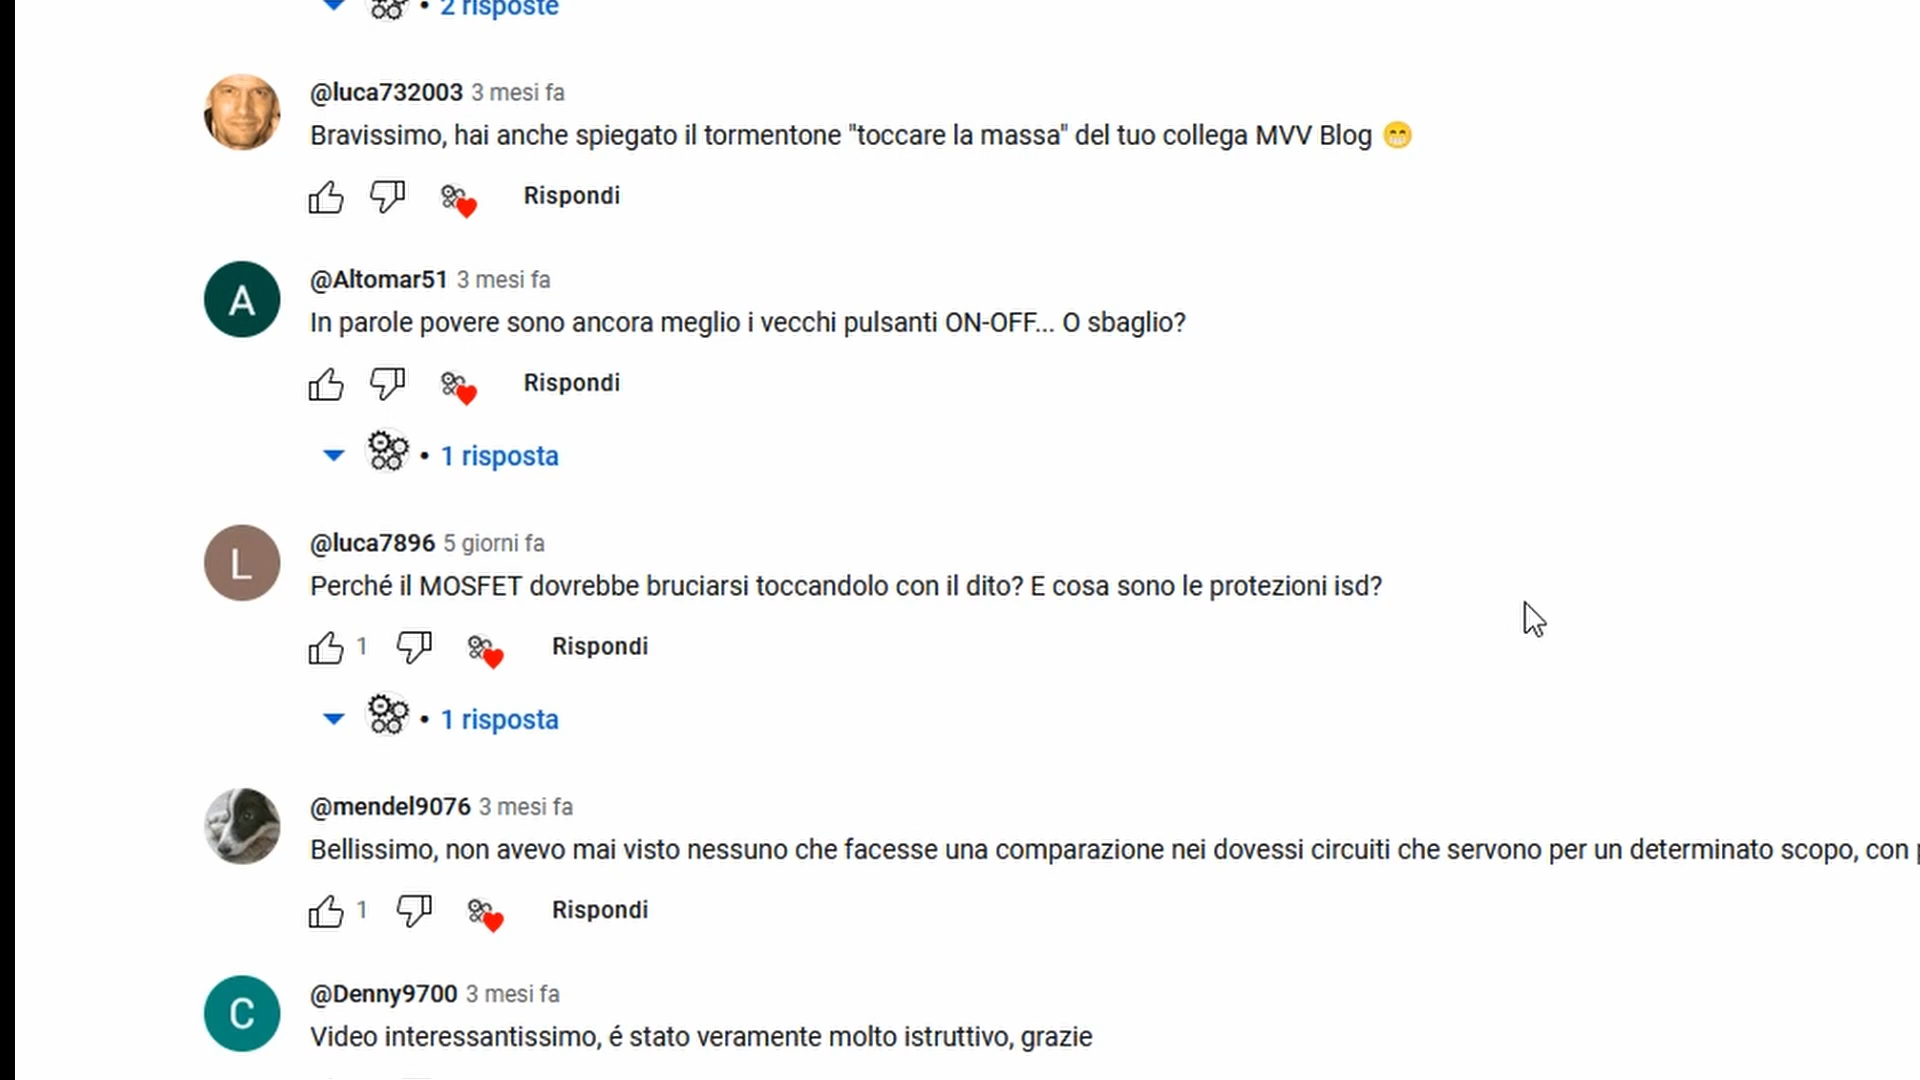 • 2 risposte
@luca732003 3 mesi fa
Bravissimo, hai anche spiegato il tormentone "toccare la massa" del tuo collega MVV Blog 😁
Rispondi
A
@Altomar51 3 mesi fa
In parole povere sono ancora meglio i vecchi pulsanti ON-OFF... O sbaglio?
Rispondi
• 1 risposta
L
@luca7896 5 giorni fa
Perché il MOSFET dovrebbe bruciarsi toccandolo con il dito? E cosa sono le protezioni isd?
1 Rispondi
• 1 risposta
@mendel9076 3 mesi fa
Bellissimo, non avevo mai visto nessuno che facesse una comparazione nei dovessi circuiti che servono per un determinato scopo, con
1 Rispondi
C
@Denny9700 3 mesi fa
Video interessantissimo, é stato veramente molto istruttivo, grazie